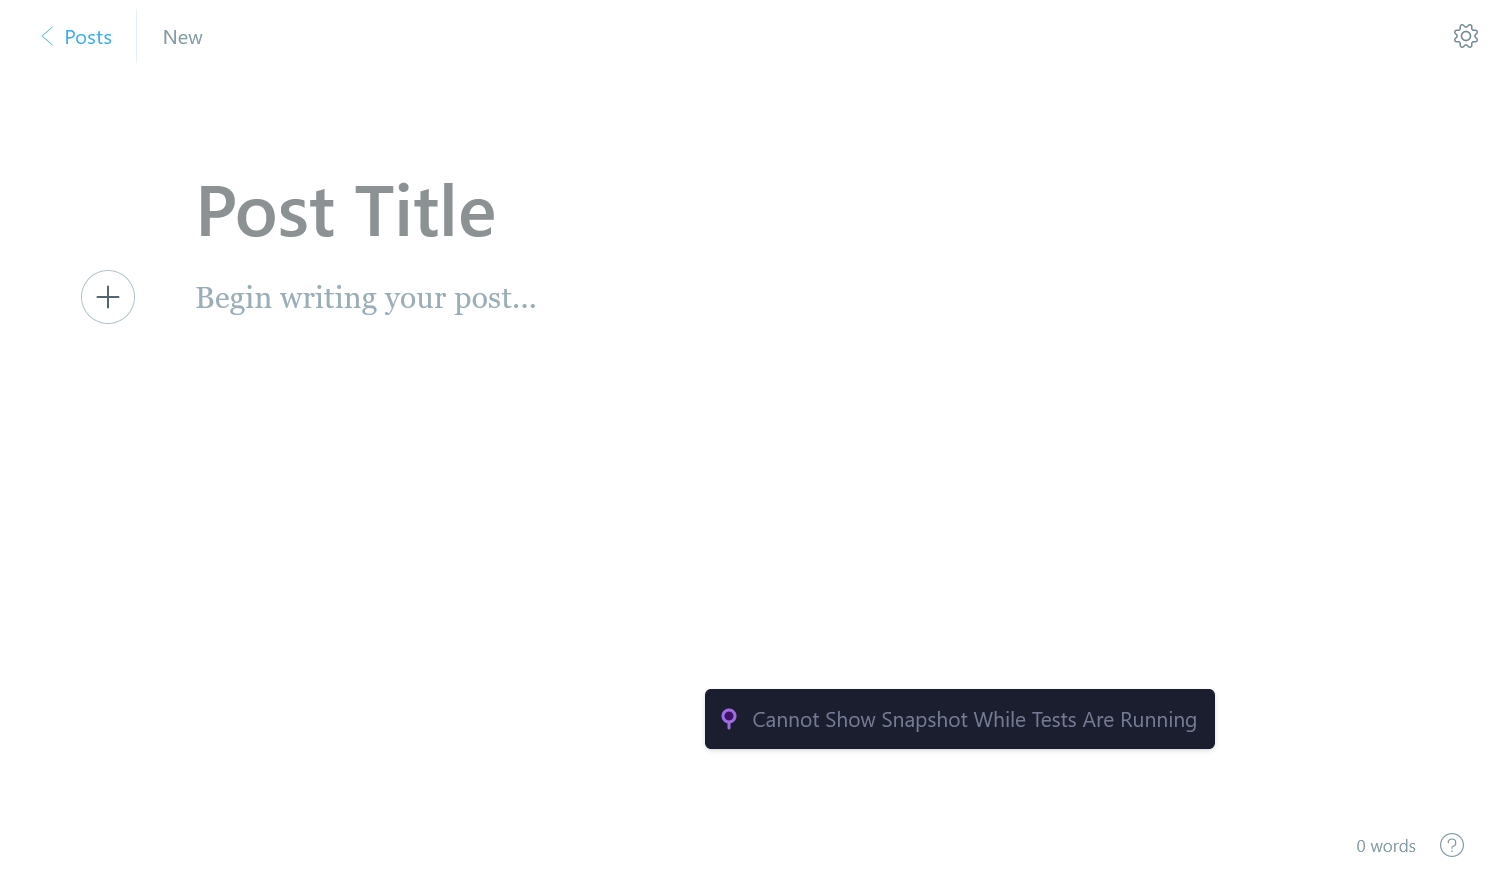 Posts
New
Post Title
Begin writing your post...
Cannot Show Snapshot While Tests Are Running
0 words
?